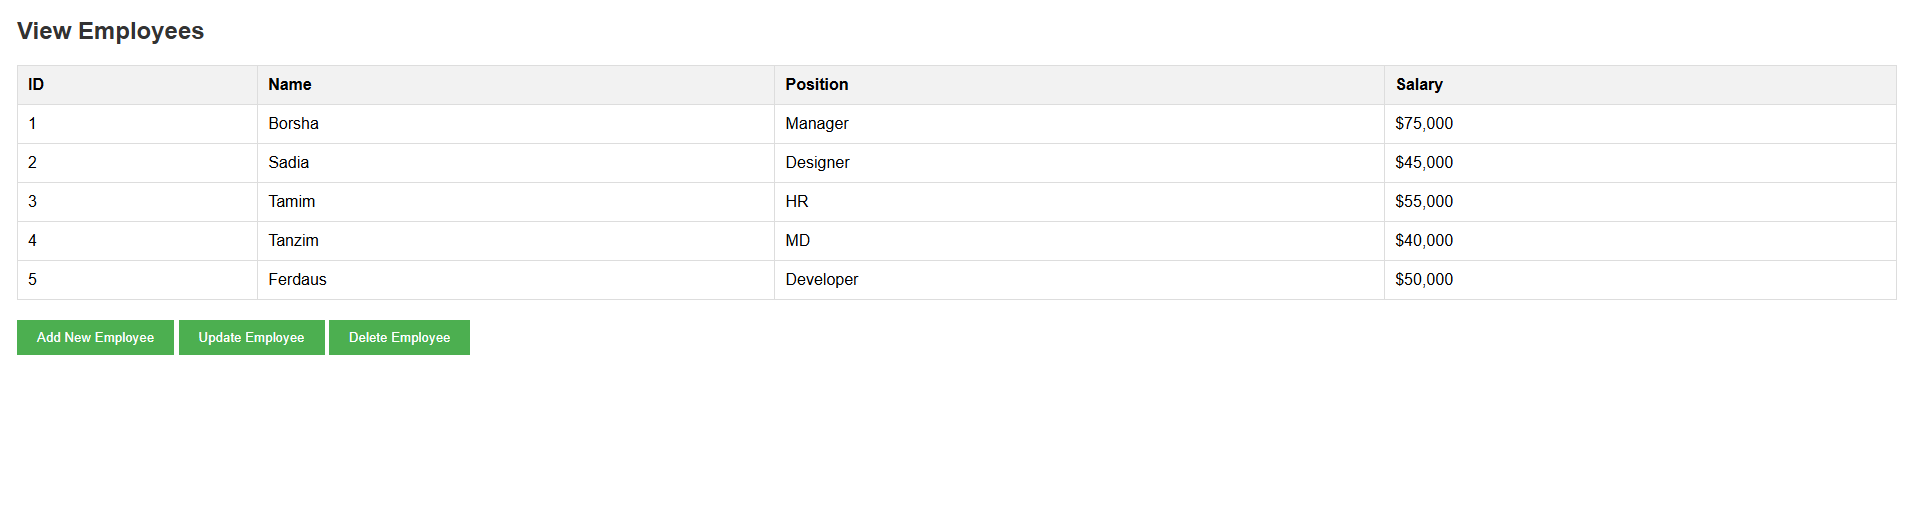 View Employees
ID Name Position Salary
1 Borsha Manager $75,000
2 Sadia Designer $45,000
3 Tamim HR $55,000
4 Tanzim MD $40,000
5 Ferdaus Developer $50,000
Add New Employee Update Employee Delete Employee